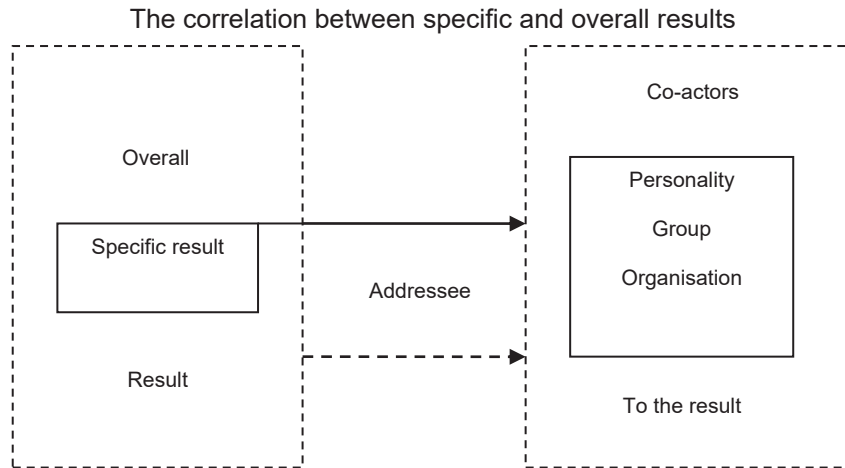 The correlation between specific and overall results
Overall
Specific result
Result
Addressee
Co-actors
Personality
Group
Organisation
To the result